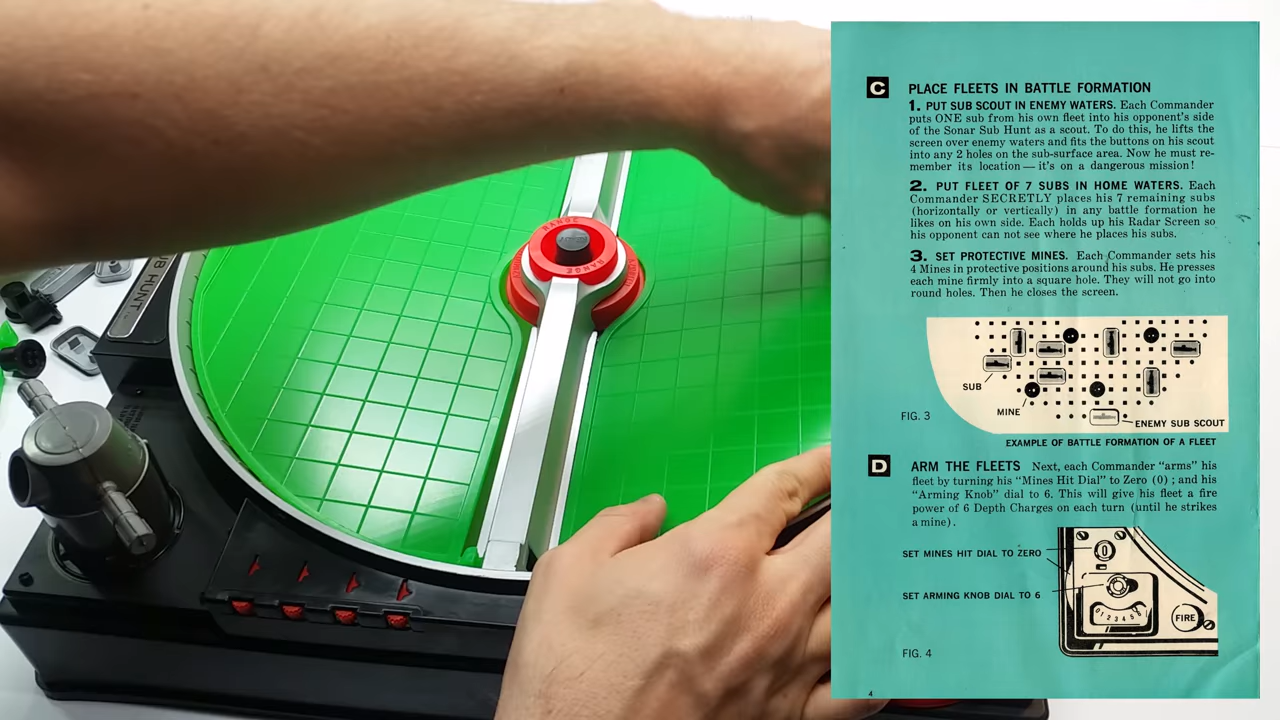 B HUNT
RANGE
RANGE
C
PLACE FLEETS IN BATTLE FORMATION
1. PUT SUB SCOUT IN ENEMY WATERS. Each Commander
puts ONE sub from his own fleet into his opponent's side
of the Sonar Sub Hunt as a scout. To do this, he lifts the
screen over enemy waters and fits the buttons on his scout
into any 2 holes on the sub-surface area. Now he must re-
member its location — it's on a dangerous mission!
2. PUT FLEET OF 7 SUBS IN HOME WATERS. Each
Commander SECRETLY places his 7 remaining subs
(horizontally or vertically) in any battle formation he
likes on his own side. Each holds up his Radar Screen so
his opponent can not see where he places his subs.
3. SET PROTECTIVE MINES. Each Commander sets his
4 Mines in protective positions around his subs. He presses
each mine firmly into a square hole. They will not go into
round holes. Then he closes the screen.
SUB
MINE
FIG. 3
ENEMY SUB SCOUT
EXAMPLE OF BATTLE FORMATION OF A FLEET
D
ARM THE FLEETS Next, each Commander "arms" his
fleet by turning his "Mines Hit Dial" to Zero (0) ; and his
"Arming Knob" dial to 6. This will give his fleet a fire
power of 6 Depth Charges on each turn (until he strikes
a mine).
SET MINES HIT DIAL TO ZERO
0
SET ARMING KNOB DIAL TO 6
0 1 2 3 4 5 6
FIRE
FIG. 4
4